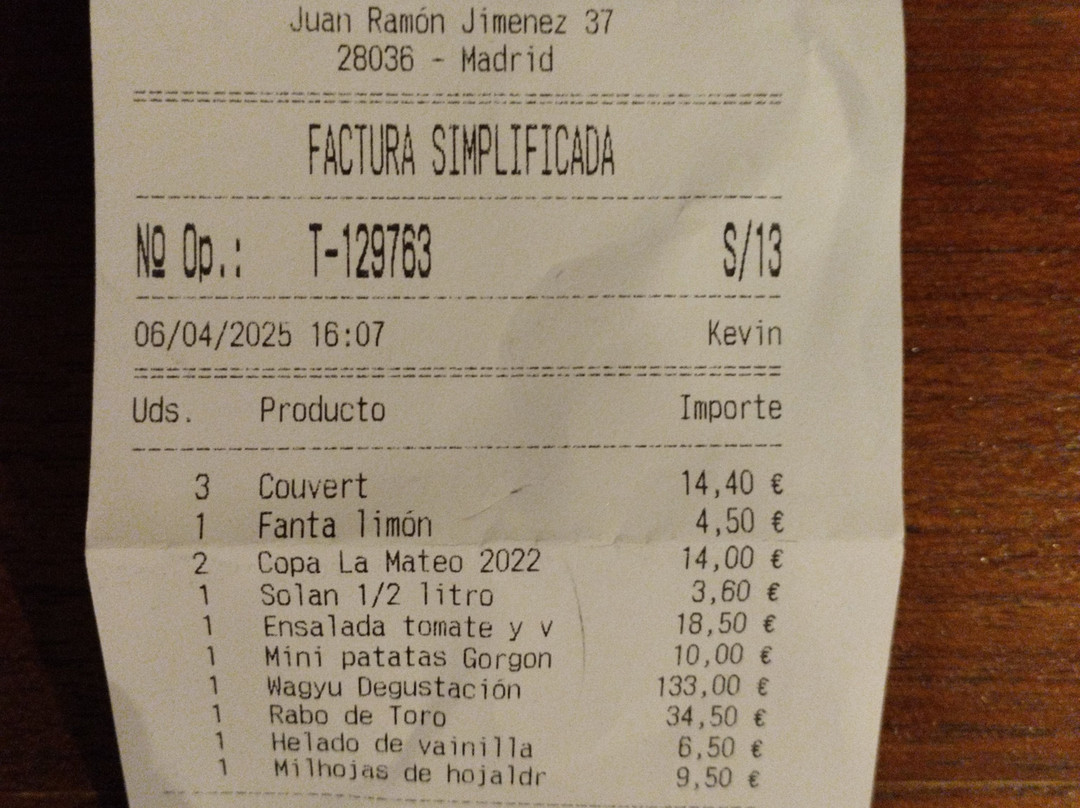 Juan Ramón Jimenez 37
28036 - Madrid
FACTURA SIMPLIFICADA
Nº Op.: T-129763 S/13
06/04/2025 16:07 Kevin
Uds. Producto Importe
3 Couvert 14,40 €
1 Fanta limón 4,50 €
2 Copa La Mateo 2022 14,00 €
1 Solan 1/2 litro 3,60 €
1 Ensalada tomate y v 18,50 €
1 Mini patatas Gorgon 10,00 €
1 Wagyu Degustación 133,00 €
1 Rabo de Toro 34,50 €
1 Helado de vainilla 6,50 €
1 Milhojas de hojaldr 9,50 €